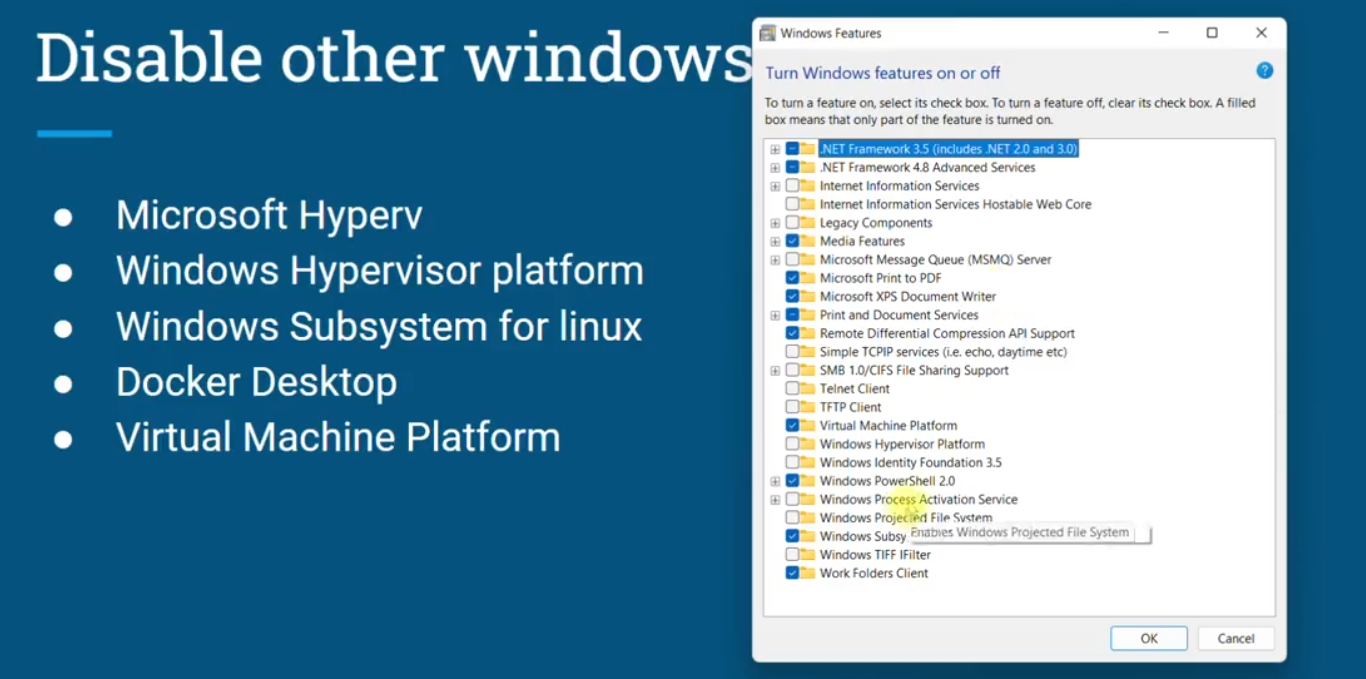 Disable other windows
Microsoft Hyperv
Windows Hypervisor platform
Windows Subsystem for linux
Docker Desktop
Virtual Machine Platform
Windows Features
Turn Windows features on or off
?
To turn a feature on, select its check box. To turn a feature off, clear its check box. A filled
box means that only part of the feature is turned on.
.NET Framework 3.5 (includes .NET 2.0 and 3.0)
.NET Framework 4.8 Advanced Services
Internet Information Services
Internet Information Services Hostable Web Core
Legacy Components
Media Features
Microsoft Message Queue (MSMQ) Server
Microsoft Print to PDF
Microsoft XPS Document Writer
Print and Document Services
Remote Differential Compression API Support
Simple TCPIP services (i.e. echo, daytime etc)
SMB 1.0/CIFS File Sharing Support
Telnet Client
TFTP Client
Virtual Machine Platform
Windows Hypervisor Platform
Windows Identity Foundation 3.5
Windows PowerShell 2.0
Windows Process Activation Service
Windows Projected File System
Enables Windows Projected File System
Windows Subsy
Windows TIFF IFilter
Work Folders Client
OK
Cancel